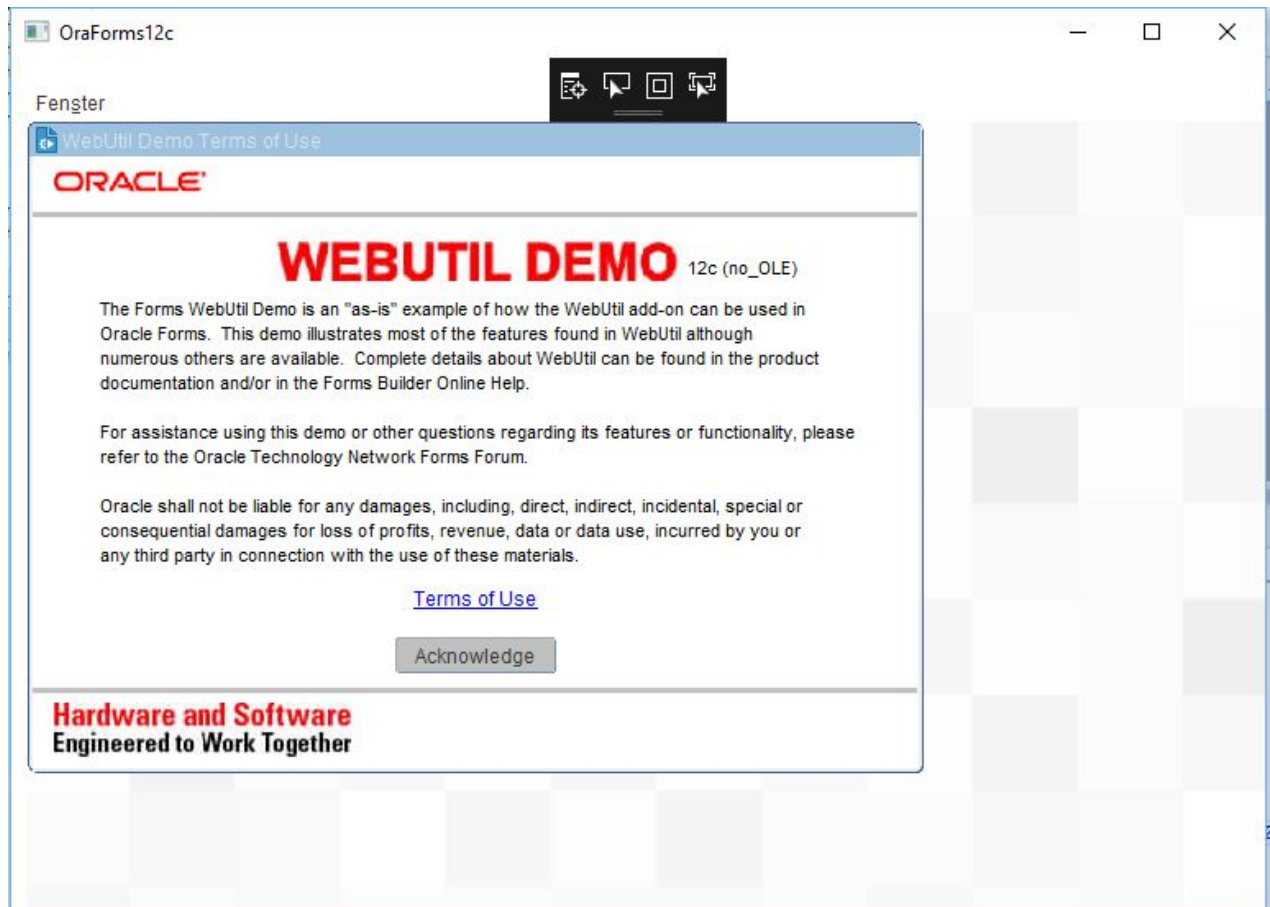 OraForms12c
Fenster
WebUtil Demo Terms of Use
ORACLE'
WEBUTIL DEMO 12c (no_OLE)
The Forms WebUtil Demo is an "as-is" example of how the WebUtil add-on can be used in
Oracle Forms. This demo illustrates most of the features found in WebUtil although
numerous others are available. Complete details about WebUtil can be found in the product
documentation and/or in the Forms Builder Online Help.
For assistance using this demo or other questions regarding its features or functionality, please
refer to the Oracle Technology Network Forms Forum.
Oracle shall not be liable for any damages, including, direct, indirect, incidental, special or
consequential damages for loss of profits, revenue, data or data use, incurred by you or
any third party in connection with the use of these materials.
Terms of Use
Acknowledge
Hardware and Software
Engineered to Work Together